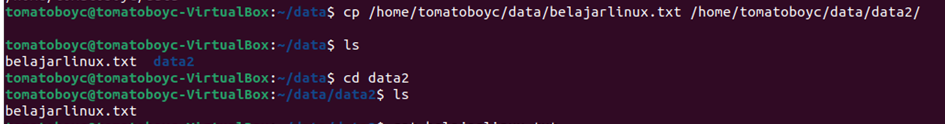 tomatoboyc@tomatoboyc-VirtualBox:~/data$ cp /home/tomatoboyc/data/belajarlinux.txt /home/tomatoboyc/data/data2/
tomatoboyc@tomatoboyc-VirtualBox:~/data$ ls
belajarlinux.txt  data2
tomatoboyc@tomatoboyc-VirtualBox:~/data$ cd data2
tomatoboyc@tomatoboyc-VirtualBox:~/data/data2$ ls
belajarlinux.txt